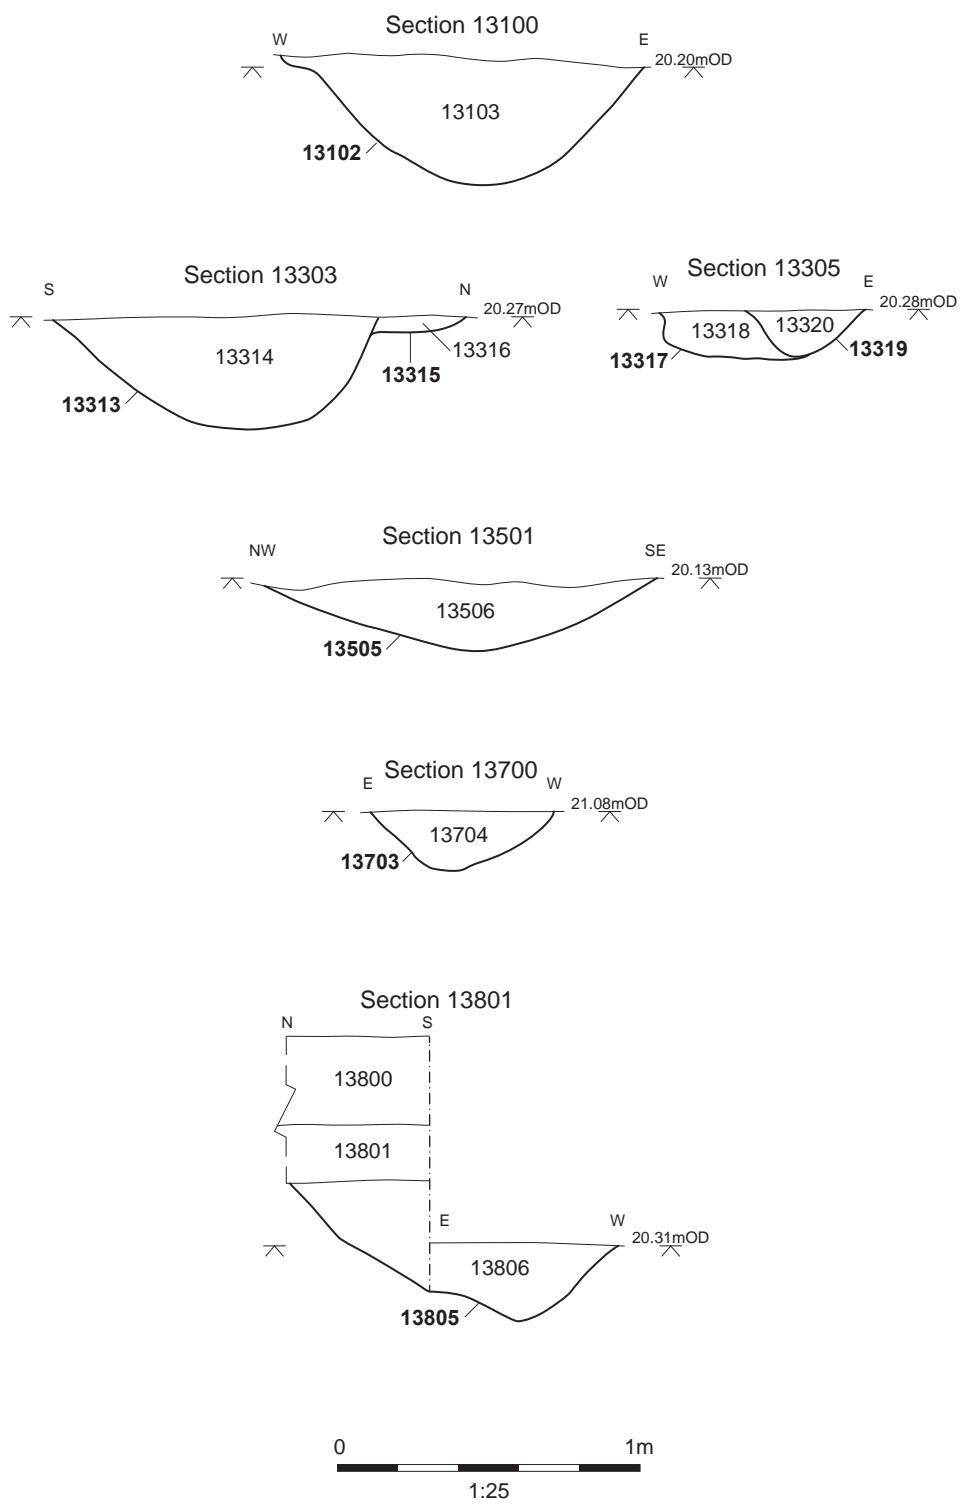 Section 13100
W E
20.20mOD
13103
13102
Section 13303
S N
20.27mOD
13314
13316
13315
13313
Section 13305
W E
20.28mOD
13318 13320
13317 13319
Section 13501
NW SE
20.13mOD
13506
13505
Section 13700
E W
21.08mOD
13704
13703
Section 13801
N S
13800
13801
E W
20.31mOD
13806
13805
0 1m
1:25